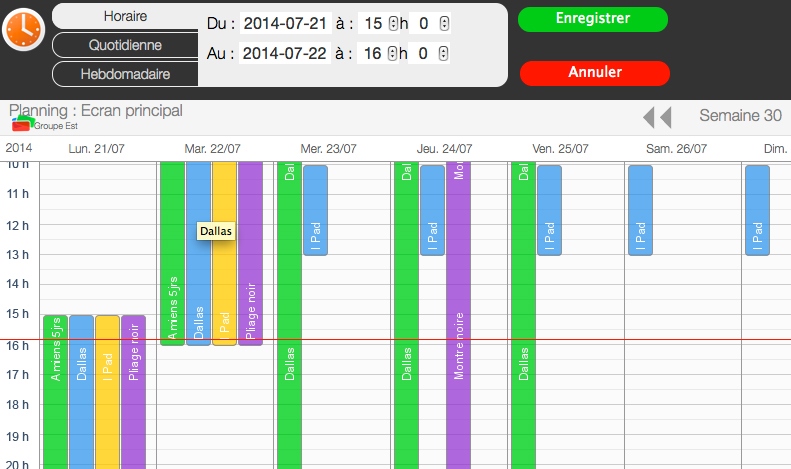 Horaire
Quotidienne
Hebdomadaire
Du : 2014-07-21 à : 15 h 0
Au : 2014-07-22 à : 16 h 0
Enregistrer
Annuler
Planning : Ecran principal
Groupe Est
Semaine 30
2014 Lun. 21/07 Mar. 22/07 Mer. 23/07 Jeu. 24/07 Ven. 25/07 Sam. 26/07 Dim.
10 h
11 h
12 h
13 h
14 h
15 h
16 h
17 h
18 h
19 h
20 h
Amiens 5jrs
Dallas
I Pad
Pliage noir
Amiens 5jrs
Dallas
I Pad
Pliage noir
Dallas
Dal
Dallas
I Pad
Dal
Dallas
I Pad
Mo
Montre noire
Dal
Dallas
I Pad
I Pad
I Pad